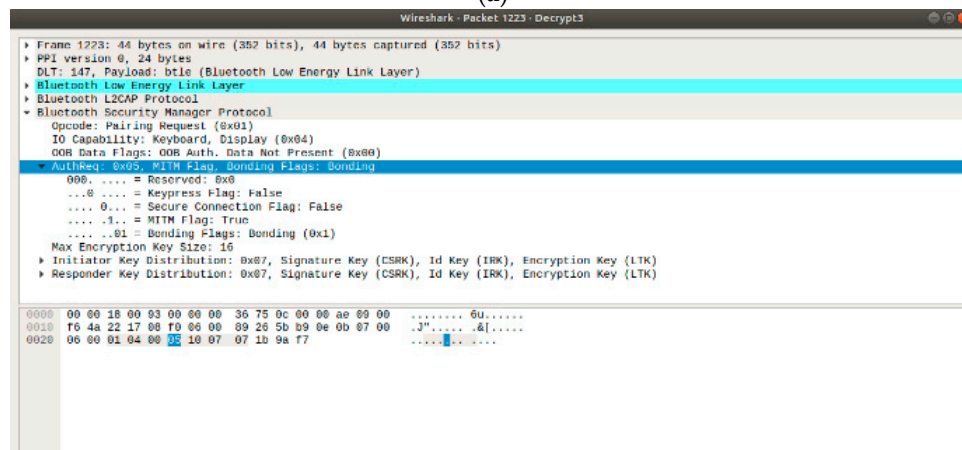 (a)
Wireshark · Packet 1223 · Decrypt3
Frame 1223: 44 bytes on wire (352 bits), 44 bytes captured (352 bits)
PPI version 0, 24 bytes
DLT: 147, Payload: btle (Bluetooth Low Energy Link Layer)
Bluetooth Low Energy Link Layer
Bluetooth L2CAP Protocol
Bluetooth Security Manager Protocol
Opcode: Pairing Request (0x01)
IO Capability: Keyboard, Display (0x04)
OOB Data Flags: OOB Auth. Data Not Present (0x00)
AuthReq: 0x05, MITM Flag, Bonding Flags: Bonding
000. .... = Reserved: 0x0
...0 .... = Keypress Flag: False
.... 0... = Secure Connection Flag: False
.... .1.. = MITM Flag: True
.... ..01 = Bonding Flags: Bonding (0x1)
Max Encryption Key Size: 16
Initiator Key Distribution: 0x07, Signature Key (CSRK), Id Key (IRK), Encryption Key (LTK)
Responder Key Distribution: 0x07, Signature Key (CSRK), Id Key (IRK), Encryption Key (LTK)
0000 00 00 18 00 93 00 00 00 36 75 0c 00 00 ae 09 00 ........ 6u......
0010 f6 4a 22 17 08 f0 06 00 89 26 5b b9 0e 0b 07 00 .J"..... .&[.....
0020 06 00 01 04 00 05 10 07 07 1b 9a f7 ........ ....